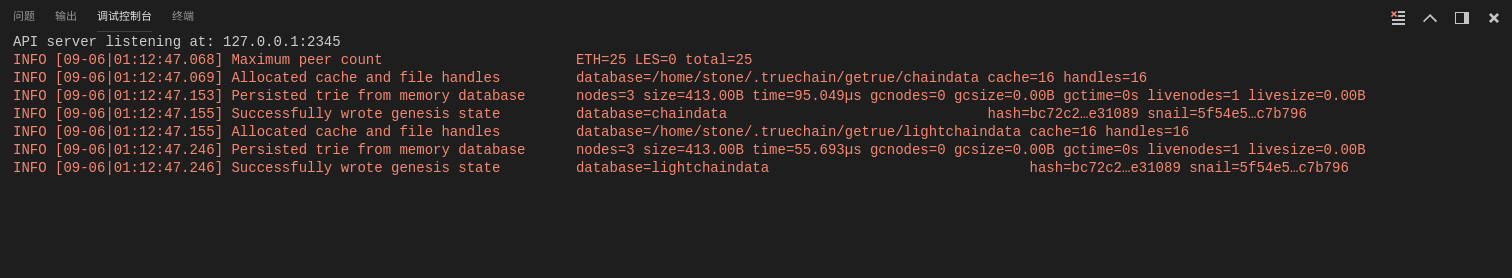 问题 输出 调试控制台 终端
API server listening at: 127.0.0.1:2345
INFO [09-06|01:12:47.068] Maximum peer count                       ETH=25 LES=0 total=25
INFO [09-06|01:12:47.069] Allocated cache and file handles         database=/home/stone/.truechain/getrue/chaindata cache=16 handles=16
INFO [09-06|01:12:47.153] Persisted trie from memory database      nodes=3 size=413.00B time=95.049µs gcnodes=0 gcsize=0.00B gctime=0s livenodes=1 livesize=0.00B
INFO [09-06|01:12:47.155] Successfully wrote genesis state         database=chaindata                               hash=bc72c2…e31089 snail=5f54e5…c7b796
INFO [09-06|01:12:47.155] Allocated cache and file handles         database=/home/stone/.truechain/getrue/lightchaindata cache=16 handles=16
INFO [09-06|01:12:47.246] Persisted trie from memory database      nodes=3 size=413.00B time=55.693µs gcnodes=0 gcsize=0.00B gctime=0s livenodes=1 livesize=0.00B
INFO [09-06|01:12:47.246] Successfully wrote genesis state         database=lightchaindata                               hash=bc72c2…e31089 snail=5f54e5…c7b796